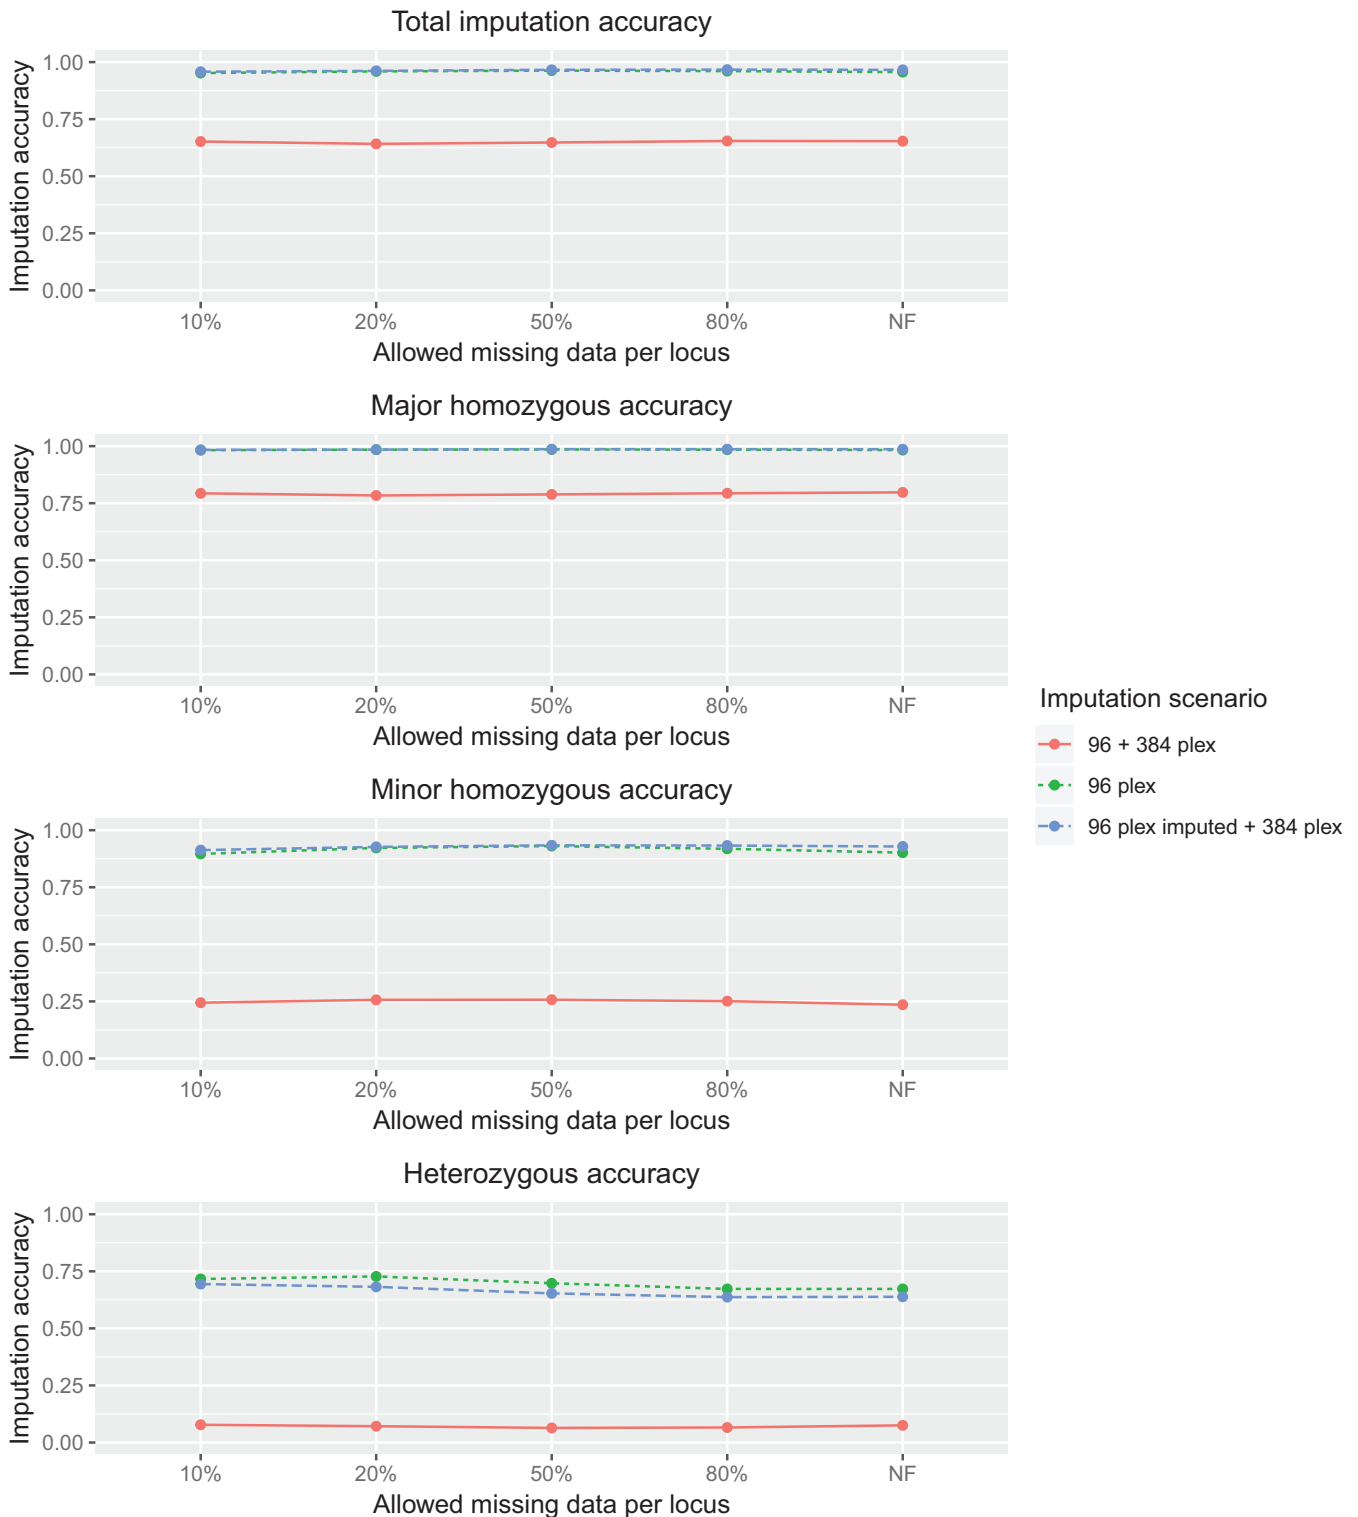 Total imputation accuracy
Imputation accuracy
1.00
0.75
0.50
0.25
0.00
10% 20% 50% 80% NF
Allowed missing data per locus
Major homozygous accuracy
Imputation accuracy
1.00
0.75
0.50
0.25
0.00
10% 20% 50% 80% NF
Allowed missing data per locus
Minor homozygous accuracy
Imputation accuracy
1.00
0.75
0.50
0.25
0.00
10% 20% 50% 80% NF
Allowed missing data per locus
Heterozygous accuracy
Imputation accuracy
1.00
0.75
0.50
0.25
0.00
10% 20% 50% 80% NF
Allowed missing data per locus
Imputation scenario
96 + 384 plex
96 plex
96 plex imputed + 384 plex